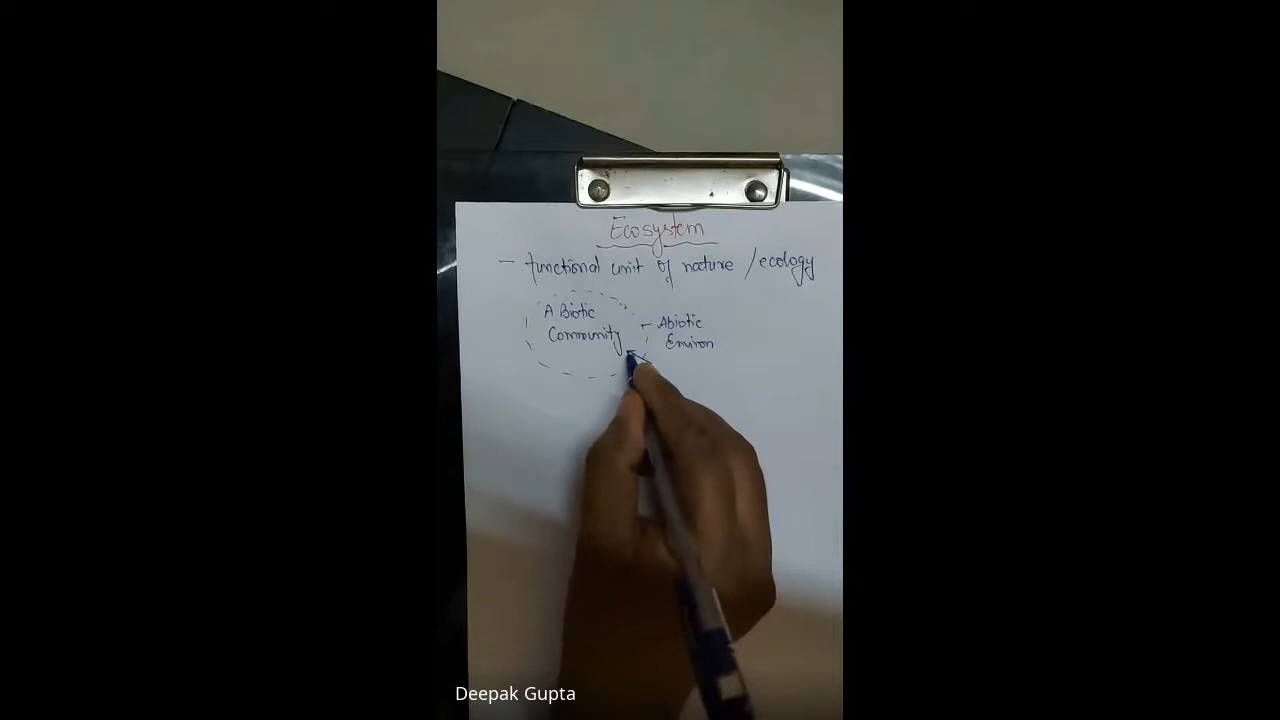 Ecosystem
- functional unit of nature / ecology
A Biotic
Community
Abiotic
Environ
Deepak Gupta